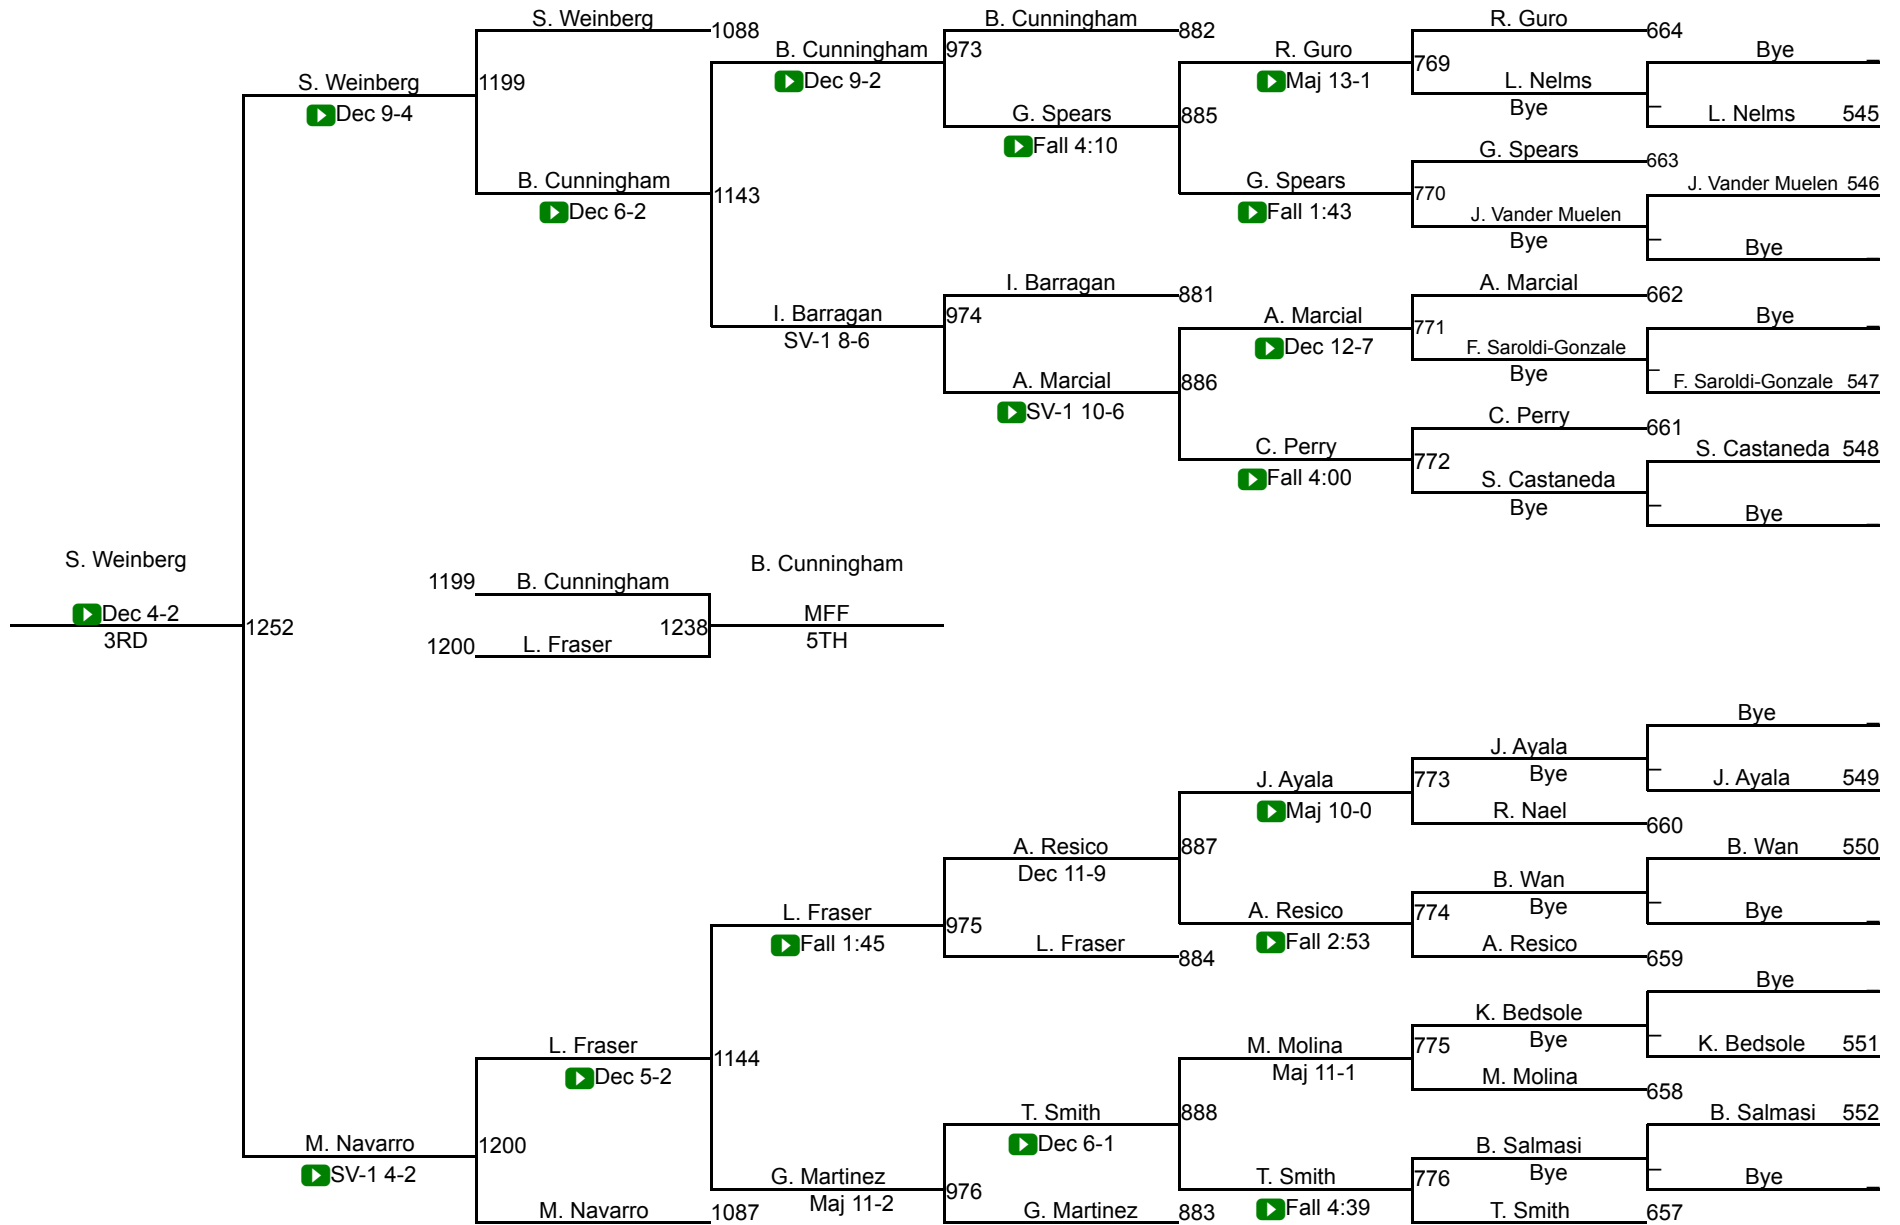 S. Weinberg
1088
B. Cunningham
882
R. Guro
664
Bye
B. Cunningham
973
R. Guro
769
S. Weinberg
1199
Dec 9-2
Maj 13-1
L. Nelms
Bye
L. Nelms 545
Dec 9-4
G. Spears
885
Fall 4:10
G. Spears
663
B. Cunningham
1143
G. Spears
770
J. Vander Muelen 546
Dec 6-2
Fall 1:43
J. Vander Muelen
Bye
Bye
I. Barragan
881
A. Marcial
662
I. Barragan
974
A. Marcial
771
Bye
SV-1 8-6
Dec 12-7
F. Saroldi-Gonzale
Bye
F. Saroldi-Gonzale 547
A. Marcial
886
SV-1 10-6
C. Perry
661
C. Perry
772
S. Castaneda 548
Fall 4:00
S. Castaneda
Bye
Bye
S. Weinberg
Dec 4-2
3RD
1252
1199
B. Cunningham
B. Cunningham
1238
MFF
5TH
1200
L. Fraser
Bye
J. Ayala
Bye
J. Ayala
773
J. Ayala 549
Maj 10-0
R. Nael
660
A. Resico
887
Dec 11-9
B. Wan 550
B. Wan
Bye
L. Fraser
975
A. Resico
774
Bye
Fall 1:45
L. Fraser
884
Fall 2:53
A. Resico
659
Bye
K. Bedsole
Bye
L. Fraser
1144
M. Molina
775
K. Bedsole 551
Dec 5-2
Maj 11-1
M. Molina
658
T. Smith
888
Dec 6-1
B. Salmasi 552
M. Navarro
1200
B. Salmasi
Bye
SV-1 4-2
G. Martinez
976
T. Smith
776
Bye
Maj 11-2
Fall 4:39
M. Navarro
1087
G. Martinez
883
T. Smith
657